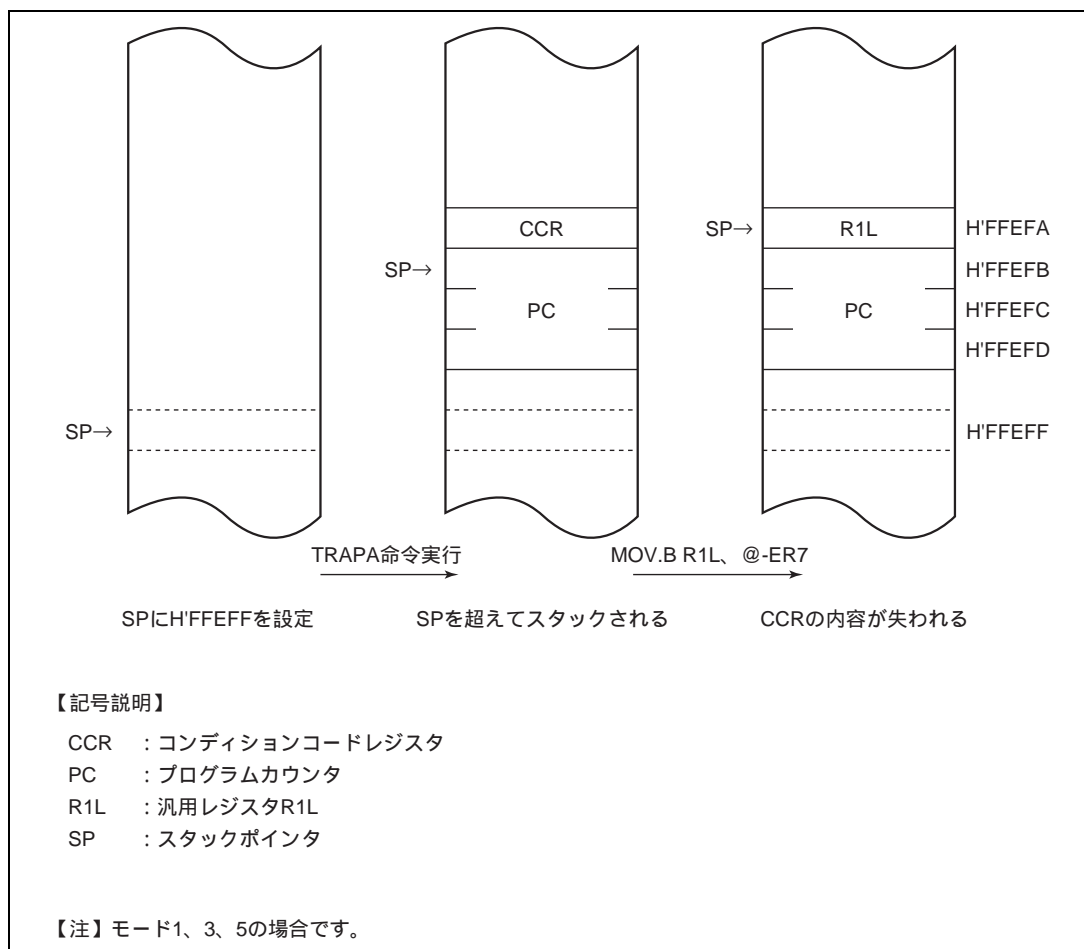 CCR
SP→
PC
SP→
SP→
R1L
PC
H'FFEFA
H'FFEFB
H'FFEFC
H'FFEFD
H'FFEFF
TRAPA命令実行
MOV.B R1L、@-ER7
SPにH'FFEFFを設定
SPを超えてスタックされる
CCRの内容が失われる
【記号説明】
CCR :コンディションコードレジスタ
PC :プログラムカウンタ
R1L :汎用レジスタR1L
SP :スタックポインタ
【注】モード1、3、5の場合です。